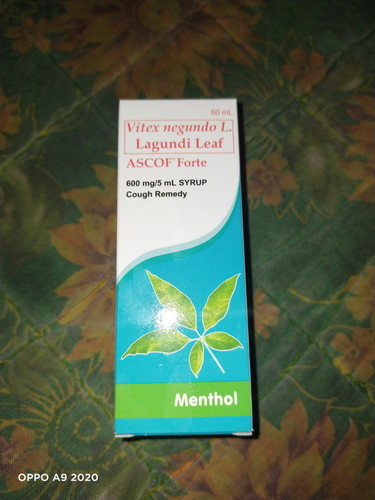 60 mL
Vitex negundo L.
Lagundi Leaf
ASCOF® Forte
600 mg/5 mL SYRUP
Cough Remedy
Menthol
OPPO A9 2020